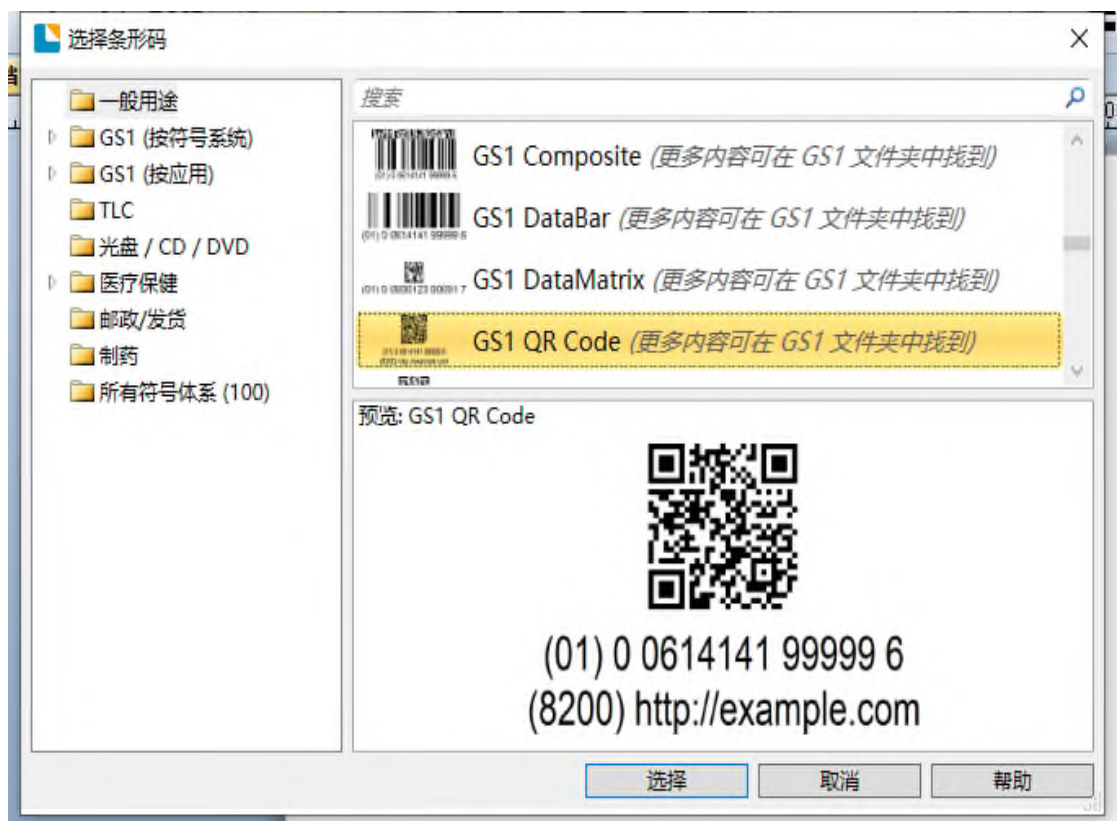 选择条形码
一般用途
GS1 (按符号系统)
GS1 (按应用)
TLC
光盘 / CD / DVD
医疗保健
邮政/发货
制药
所有符号体系 (100)
搜索
GS1 Composite (更多内容可在 GS1 文件夹中找到)
GS1 DataBar (更多内容可在 GS1 文件夹中找到)
GS1 DataMatrix (更多内容可在 GS1 文件夹中找到)
GS1 QR Code (更多内容可在 GS1 文件夹中找到)
预览: GS1 QR Code
(01) 0 0614141 99999 6
(8200) http://example.com
选择
取消
帮助